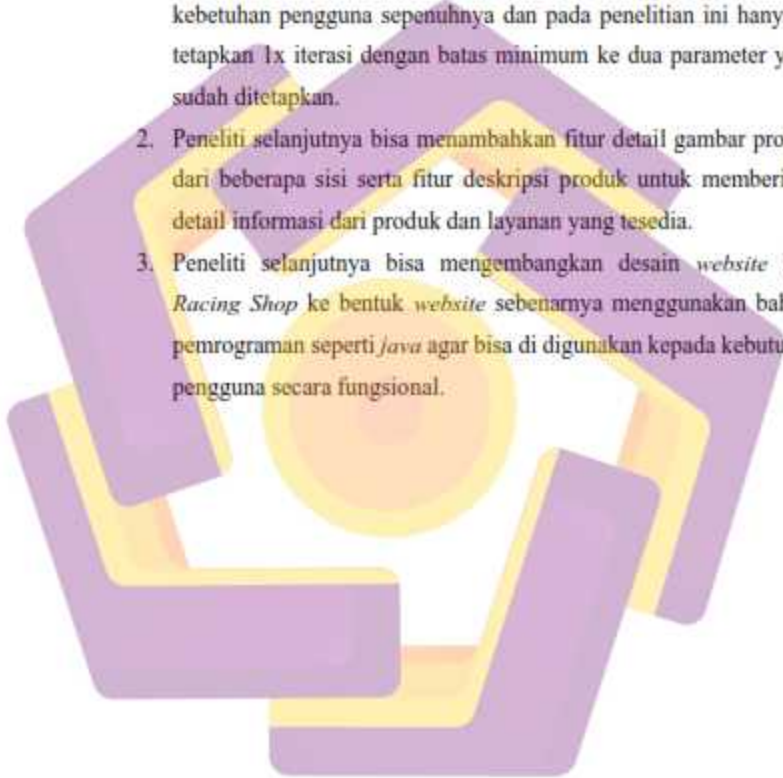 kebetuhan pengguna sepenuhnya dan pada penelitian ini hany
tetapkan 1x iterasi dengan batas minimum ke dua parameter y
sudah ditetapkan.
2. Peneliti selanjutnya bisa menambahkan fitur detail gambar pro
dari beberapa sisi serta fitur deskripsi produk untuk memberi
detail informasi dari produk dan layanan yang tesedia.
3. Peneliti selanjutnya bisa mengembangkan desain website
Racing Shop ke bentuk website sebenarnya menggunakan bah
pemrograman seperti java agar bisa di digunakan kepada kebutu
pengguna secara fungsional.